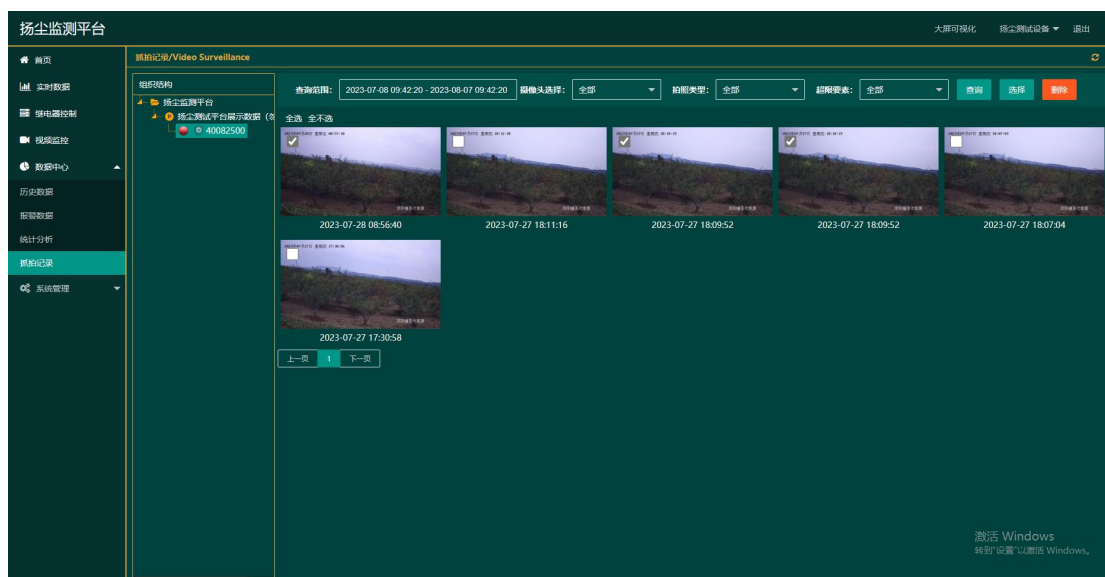 扬尘监测平台
大屏可视化 扬尘测试设备 退出
首页
实时数据
继电器控制
视频监控
数据中心
历史数据
报警数据
统计分析
抓拍记录
系统管理
抓拍记录/Video Surveillance
组织结构
扬尘监测平台
扬尘测试平台展示数据（勿
40082500
查询范围： 2023-07-08 09:42:20 - 2023-08-07 09:42:20 摄像头选择： 全部 拍照类型： 全部 超限要素： 全部 查询 选择 删除
全选 全不选
2023-07-28 08:56:40
2023-07-27 18:11:16
2023-07-27 18:09:52
2023-07-27 18:09:52
2023-07-27 18:07:04
2023-07-27 17:30:58
上一页 1 下一页
激活 Windows
转到"设置"以激活 Windows。